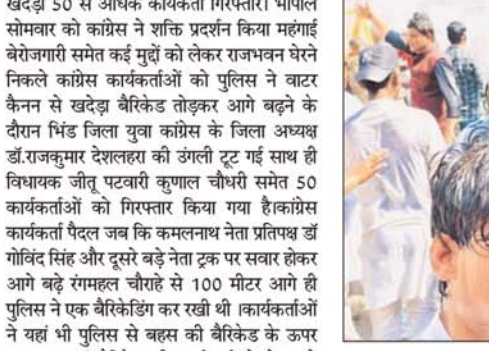 खदेड़ा 50 से अधिक कार्यकर्ता गिरफ्तार। भोपाल
सोमवार को कांग्रेस ने शक्ति प्रदर्शन किया महंगाई
बेरोजगारी समेत कई मुद्दों को लेकर राजभवन घेरने
निकले कांग्रेस कार्यकर्ताओं को पुलिस ने वाटर
कैनन से खदेड़ा बैरिकेड तोड़कर आगे बढ़ने के
दौरान भिंड जिला युवा कांग्रेस के जिला अध्यक्ष
डॉ.राजकुमार देशलहरा की उंगली टूट गई साथ ही
विधायक जीतू पटवारी कुणाल चौधरी समेत 50
कार्यकर्ताओं को गिरफ्तार किया गया है।कांग्रेस
कार्यकर्ता पैदल जब कि कमलनाथ नेता प्रतिपक्ष डॉ
गोविंद सिंह और दूसरे बड़े नेता ट्रक पर सवार होकर
आगे बढ़े रंगमहल चौराहे से 100 मीटर आगे ही
पुलिस ने एक बैरिकेडिंग कर रखी थी ।कार्यकर्ताओं
ने यहां भी पुलिस से बहस की बैरिकेड के ऊपर